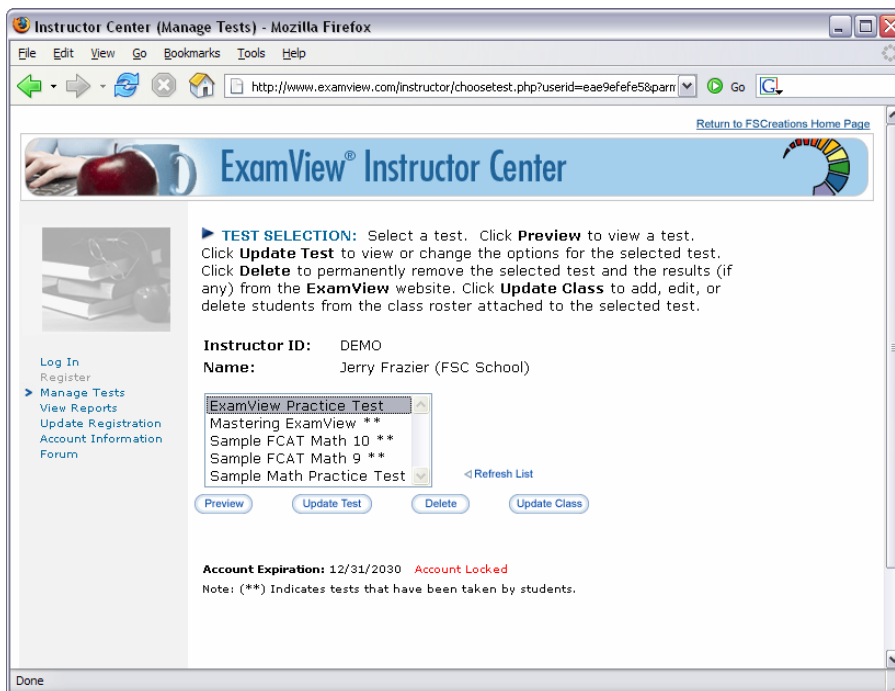 Instructor Center (Manage Tests) - Mozilla Firefox
File Edit View Go Bookmarks Tools Help
http://www.examview.com/instructor/choosetest.php?userid=eae9efefe5&parm
Go
G
Return to FSCreations Home Page
ExamView® Instructor Center
TEST SELECTION: Select a test. Click Preview to view a test.
Click Update Test to view or change the options for the selected test.
Click Delete to permanently remove the selected test and the results (if
any) from the ExamView website. Click Update Class to add, edit, or
delete students from the class roster attached to the selected test.
Instructor ID: DEMO
Name: Jerry Frazier (FSC School)
Log In
Register
Manage Tests
View Reports
Update Registration
Account Information
Forum
ExamView Practice Test
Mastering ExamView **
Sample FCAT Math 10 **
Sample FCAT Math 9 **
Sample Math Practice Test
Refresh List
Preview Update Test Delete Update Class
Account Expiration: 12/31/2030 Account Locked
Note: (**) Indicates tests that have been taken by students.
Done